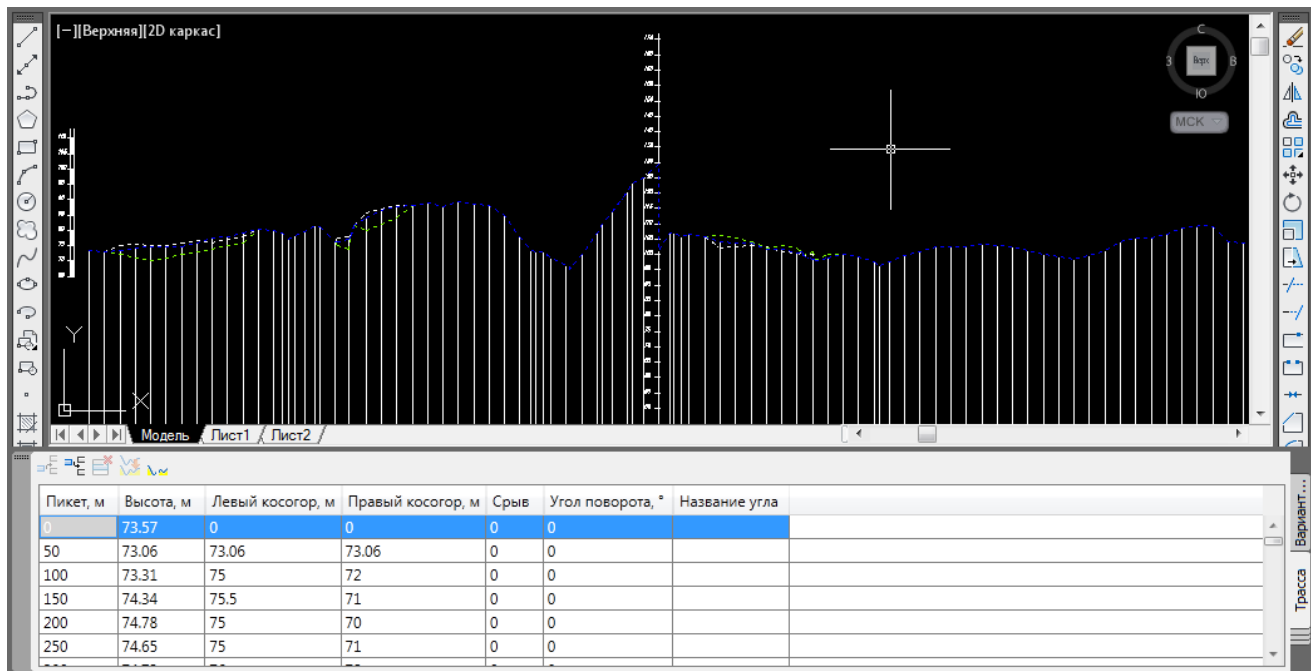 [−][Верхняя][2D каркас]
С
З
Верх
В
Ю
МСК
Y
X
Модель Лист1 Лист2
Вариант...
Трасса
Пикет, м Высота, м Левый косогор, м Правый косогор, м Срыв Угол поворота, ° Название угла
0 73.57 0 0 0 0
50 73.06 73.06 73.06 0 0
100 73.31 75 72 0 0
150 74.34 75.5 71 0 0
200 74.78 75 70 0 0
250 74.65 75 71 0 0